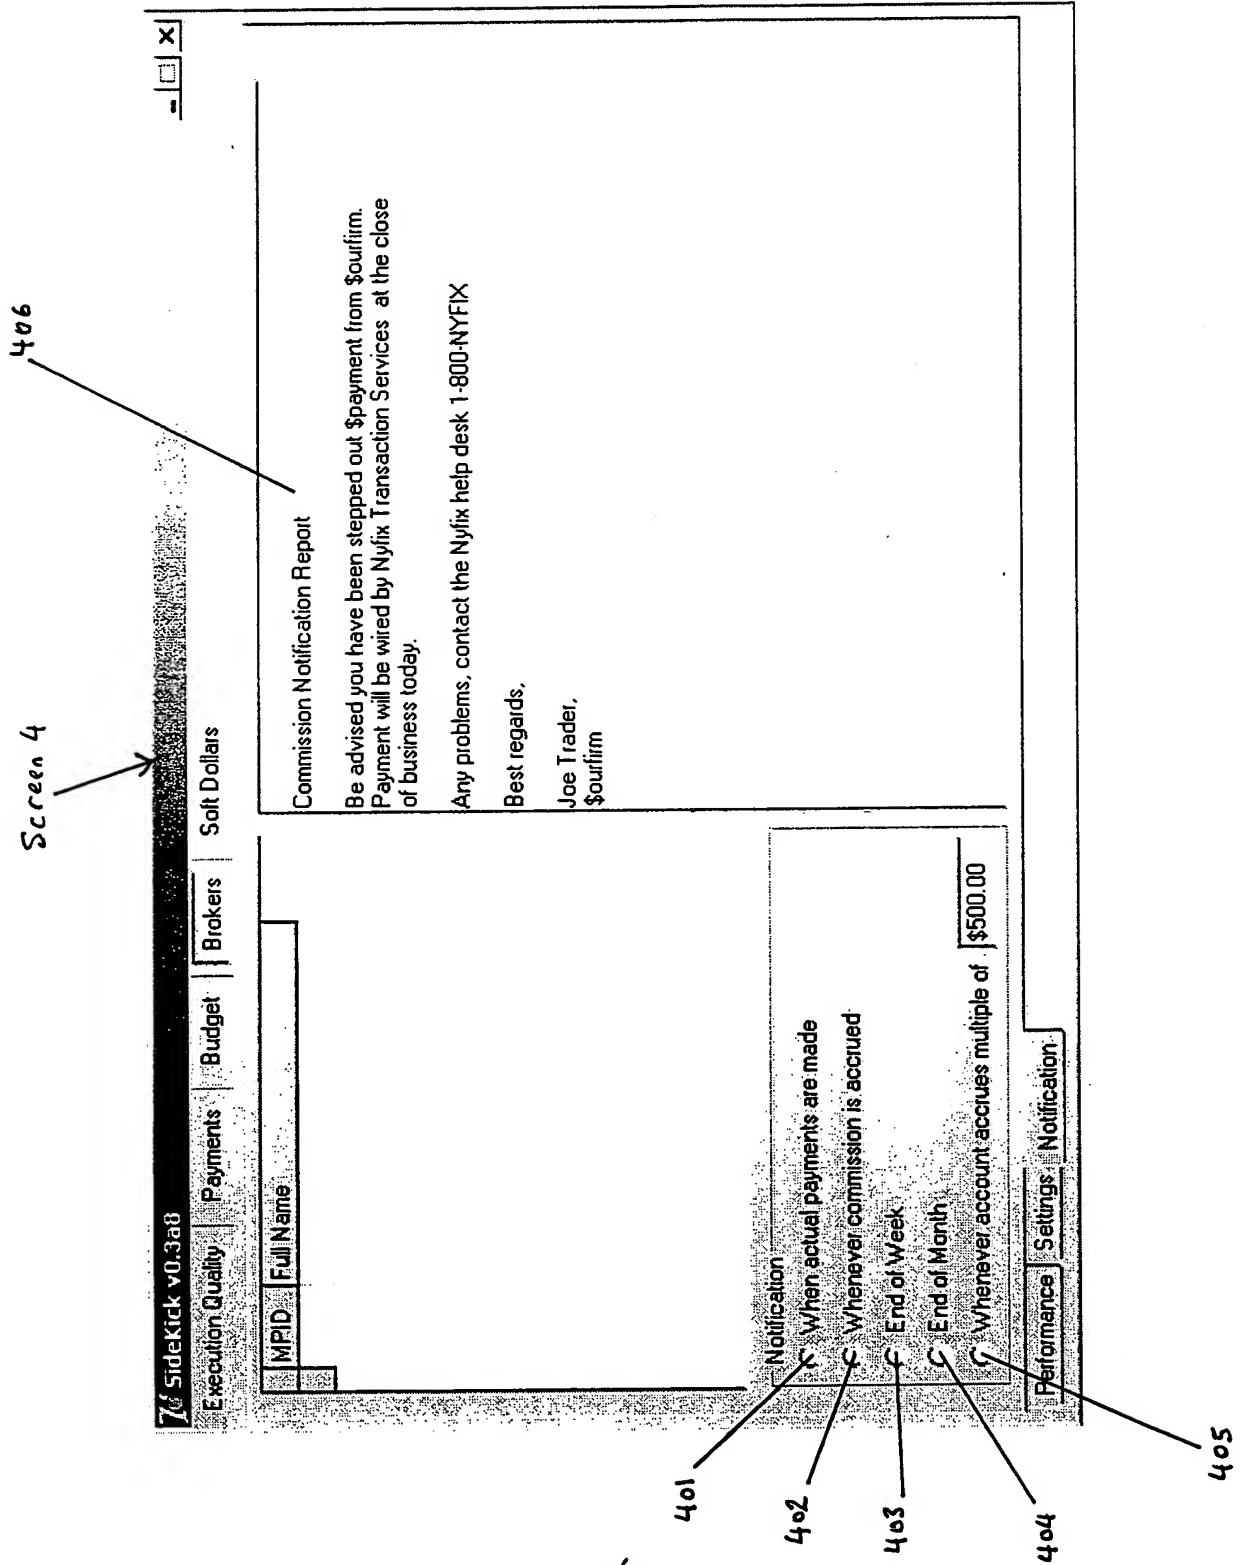 Screen 4
406
SideKick v0.3a8
Execution Quality Payments Budget Brokers Soft Dollars
MPID Full Name
Commission Notification Report
Be advised you have been stepped out $payment from $ourfirm.
Payment will be wired by Nyfix Transaction Services at the close
of business today.
Any problems, contact the Nyfix help desk 1-800-NYFIX
Best regards,
Joe Trader,
$ourfirm
Notification
When actual payments are made
Whenever commission is accrued
End of Week
End of Month
Whenever account accrues multiple of $500.00
Performance Settings Notification
401
402
403
404
405